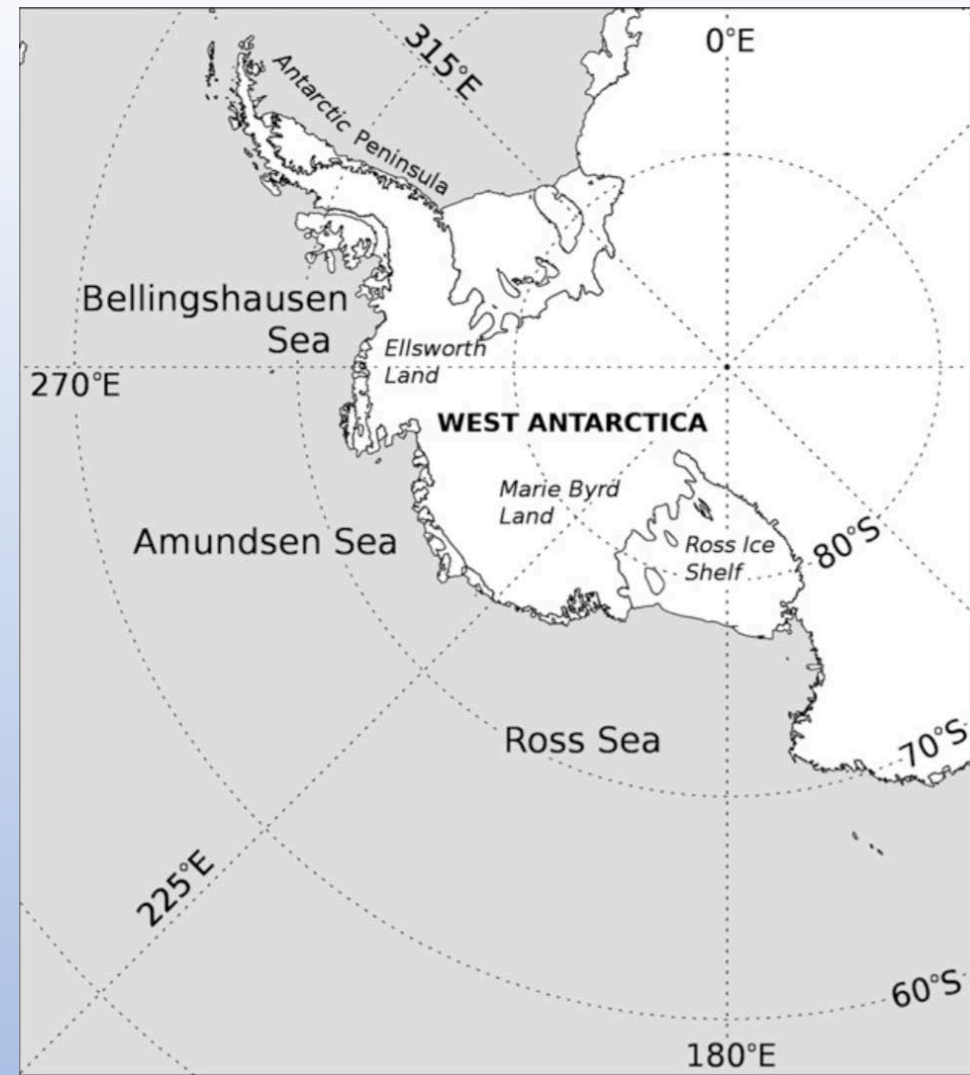 0°E
315°E
Antarctic Peninsula
Bellingshausen
Sea
270°E
Ellsworth
Land
WEST ANTARCTICA
Marie Byrd
Land
Amundsen Sea
Ross Ice
Shelf
80°S
Ross Sea
70°S
225°E
60°S
180°E